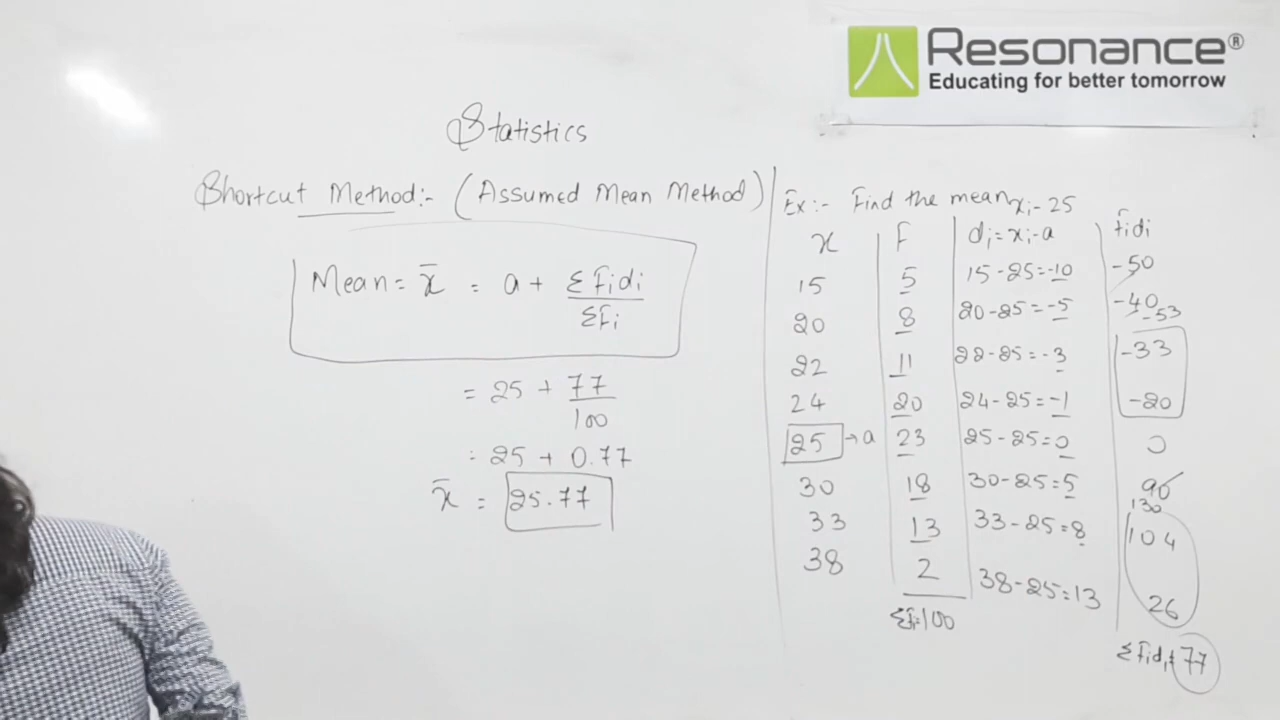 Resonance®
Educating for better tomorrow
Statistics
Shortcut Method:- (Assumed Mean Method)
Mean = x̄ = a + Σfidi / Σfi
= 25 + 77 / 100
= 25 + 0.77
x̄ = 25.77
Ex:- Find the mean xi-25
x f di = xi-a fidi
15 5 15-25=-10 -50
20 8 20-25=-5 -40
-53
22 11 22-25=-3 -33
24 20 24-25=-1 -20
25 → a 23 25-25=0 0
30 18 30-25=5 90
130
33 13 33-25=8 104
38 2 38-25=13 26
Σfi=100
Σfidi=77